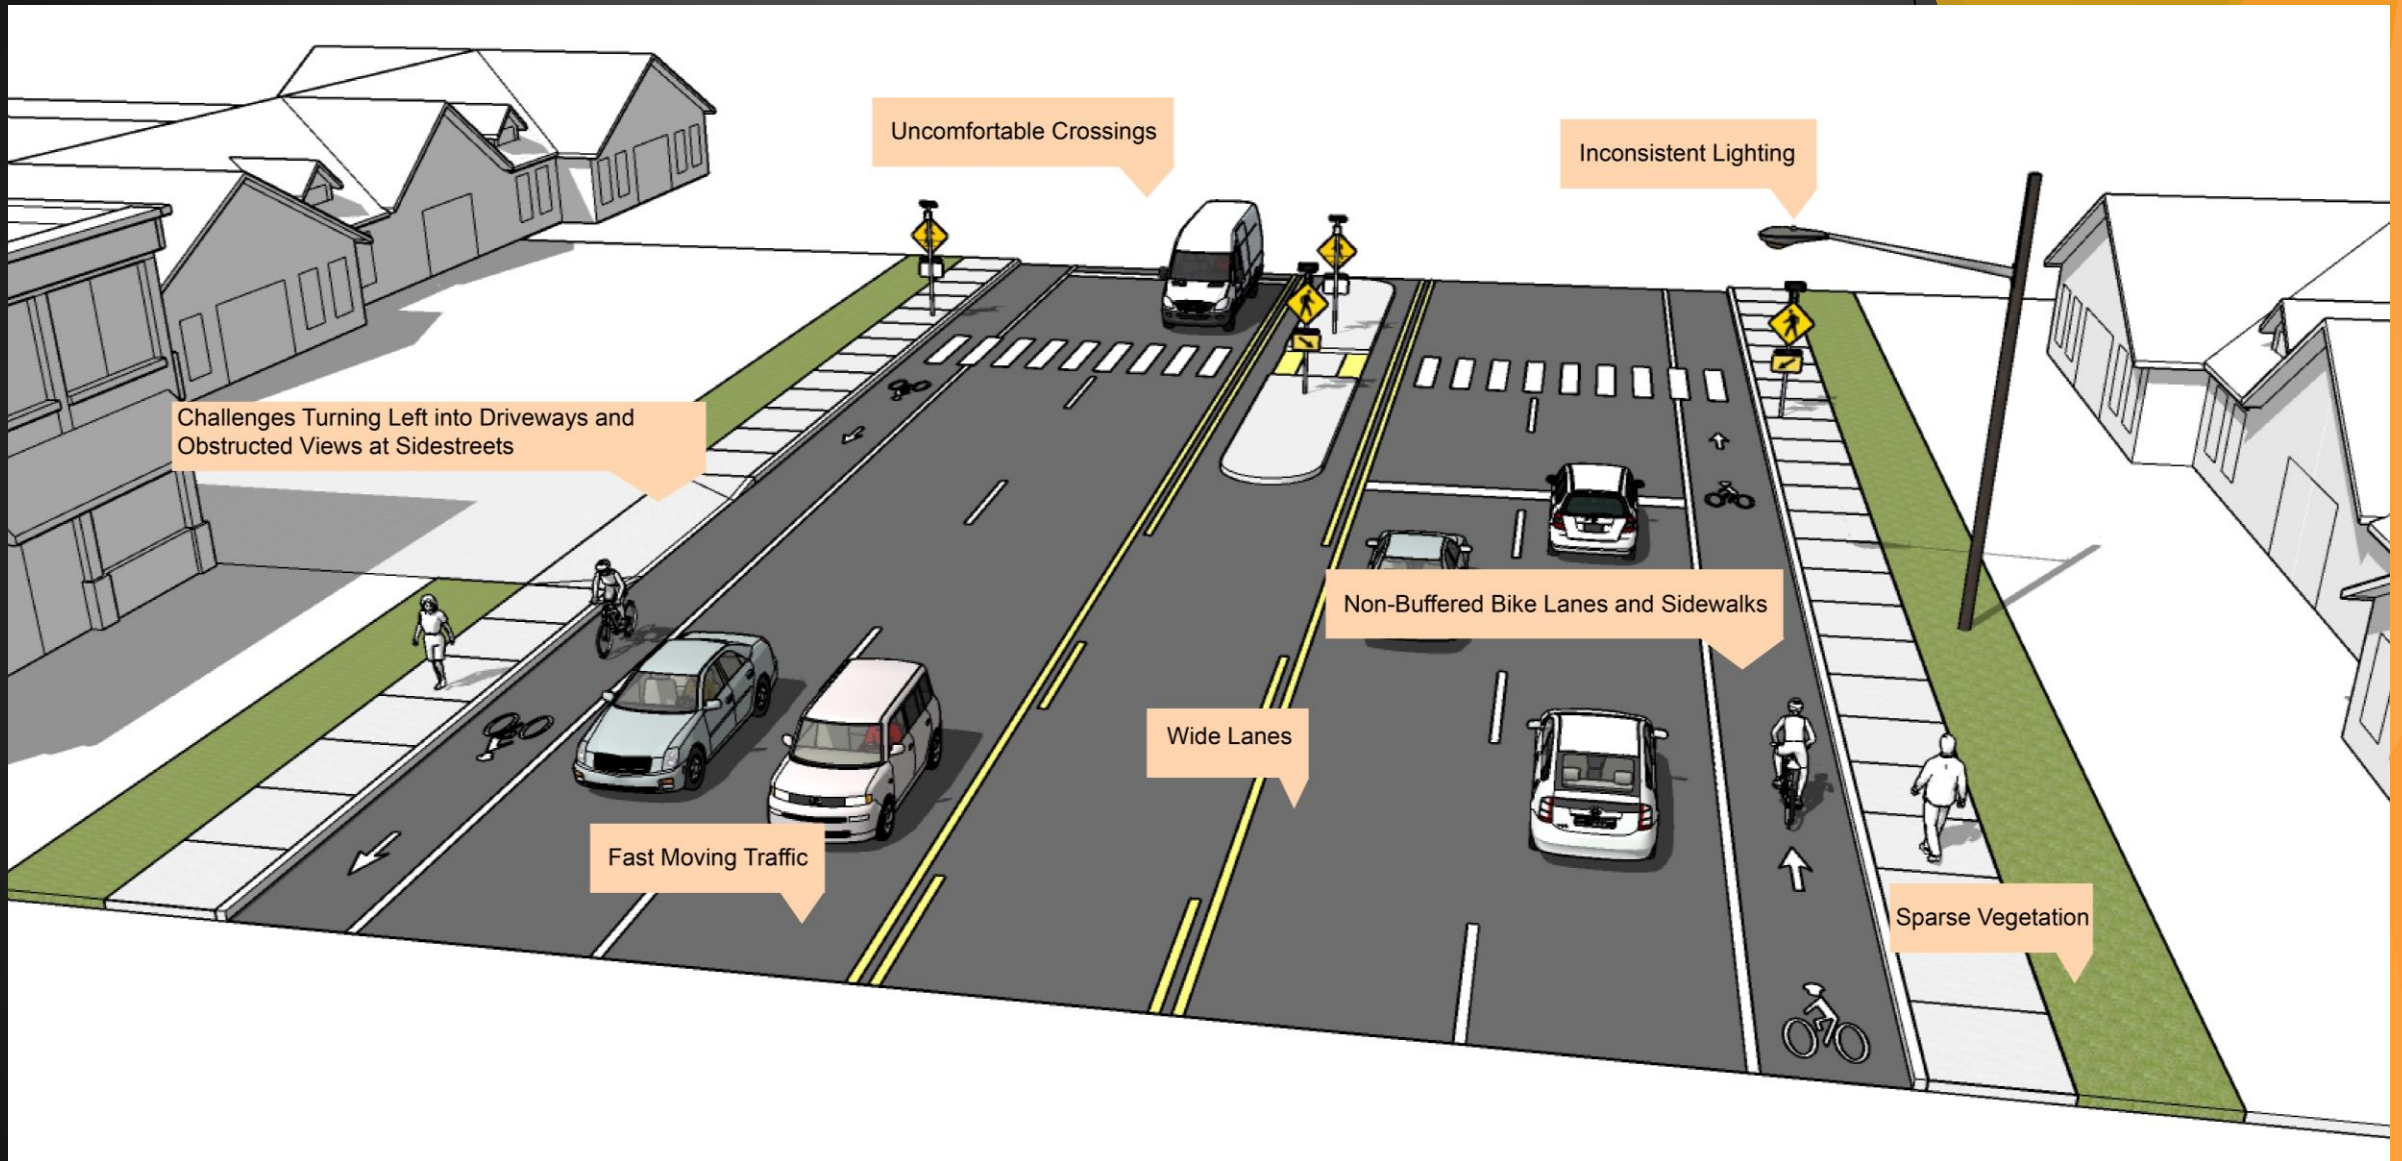 Uncomfortable Crossings
Inconsistent Lighting
Challenges Turning Left into Driveways and
Obstructed Views at Sidestreets
Non-Buffered Bike Lanes and Sidewalks
Wide Lanes
Fast Moving Traffic
Sparse Vegetation